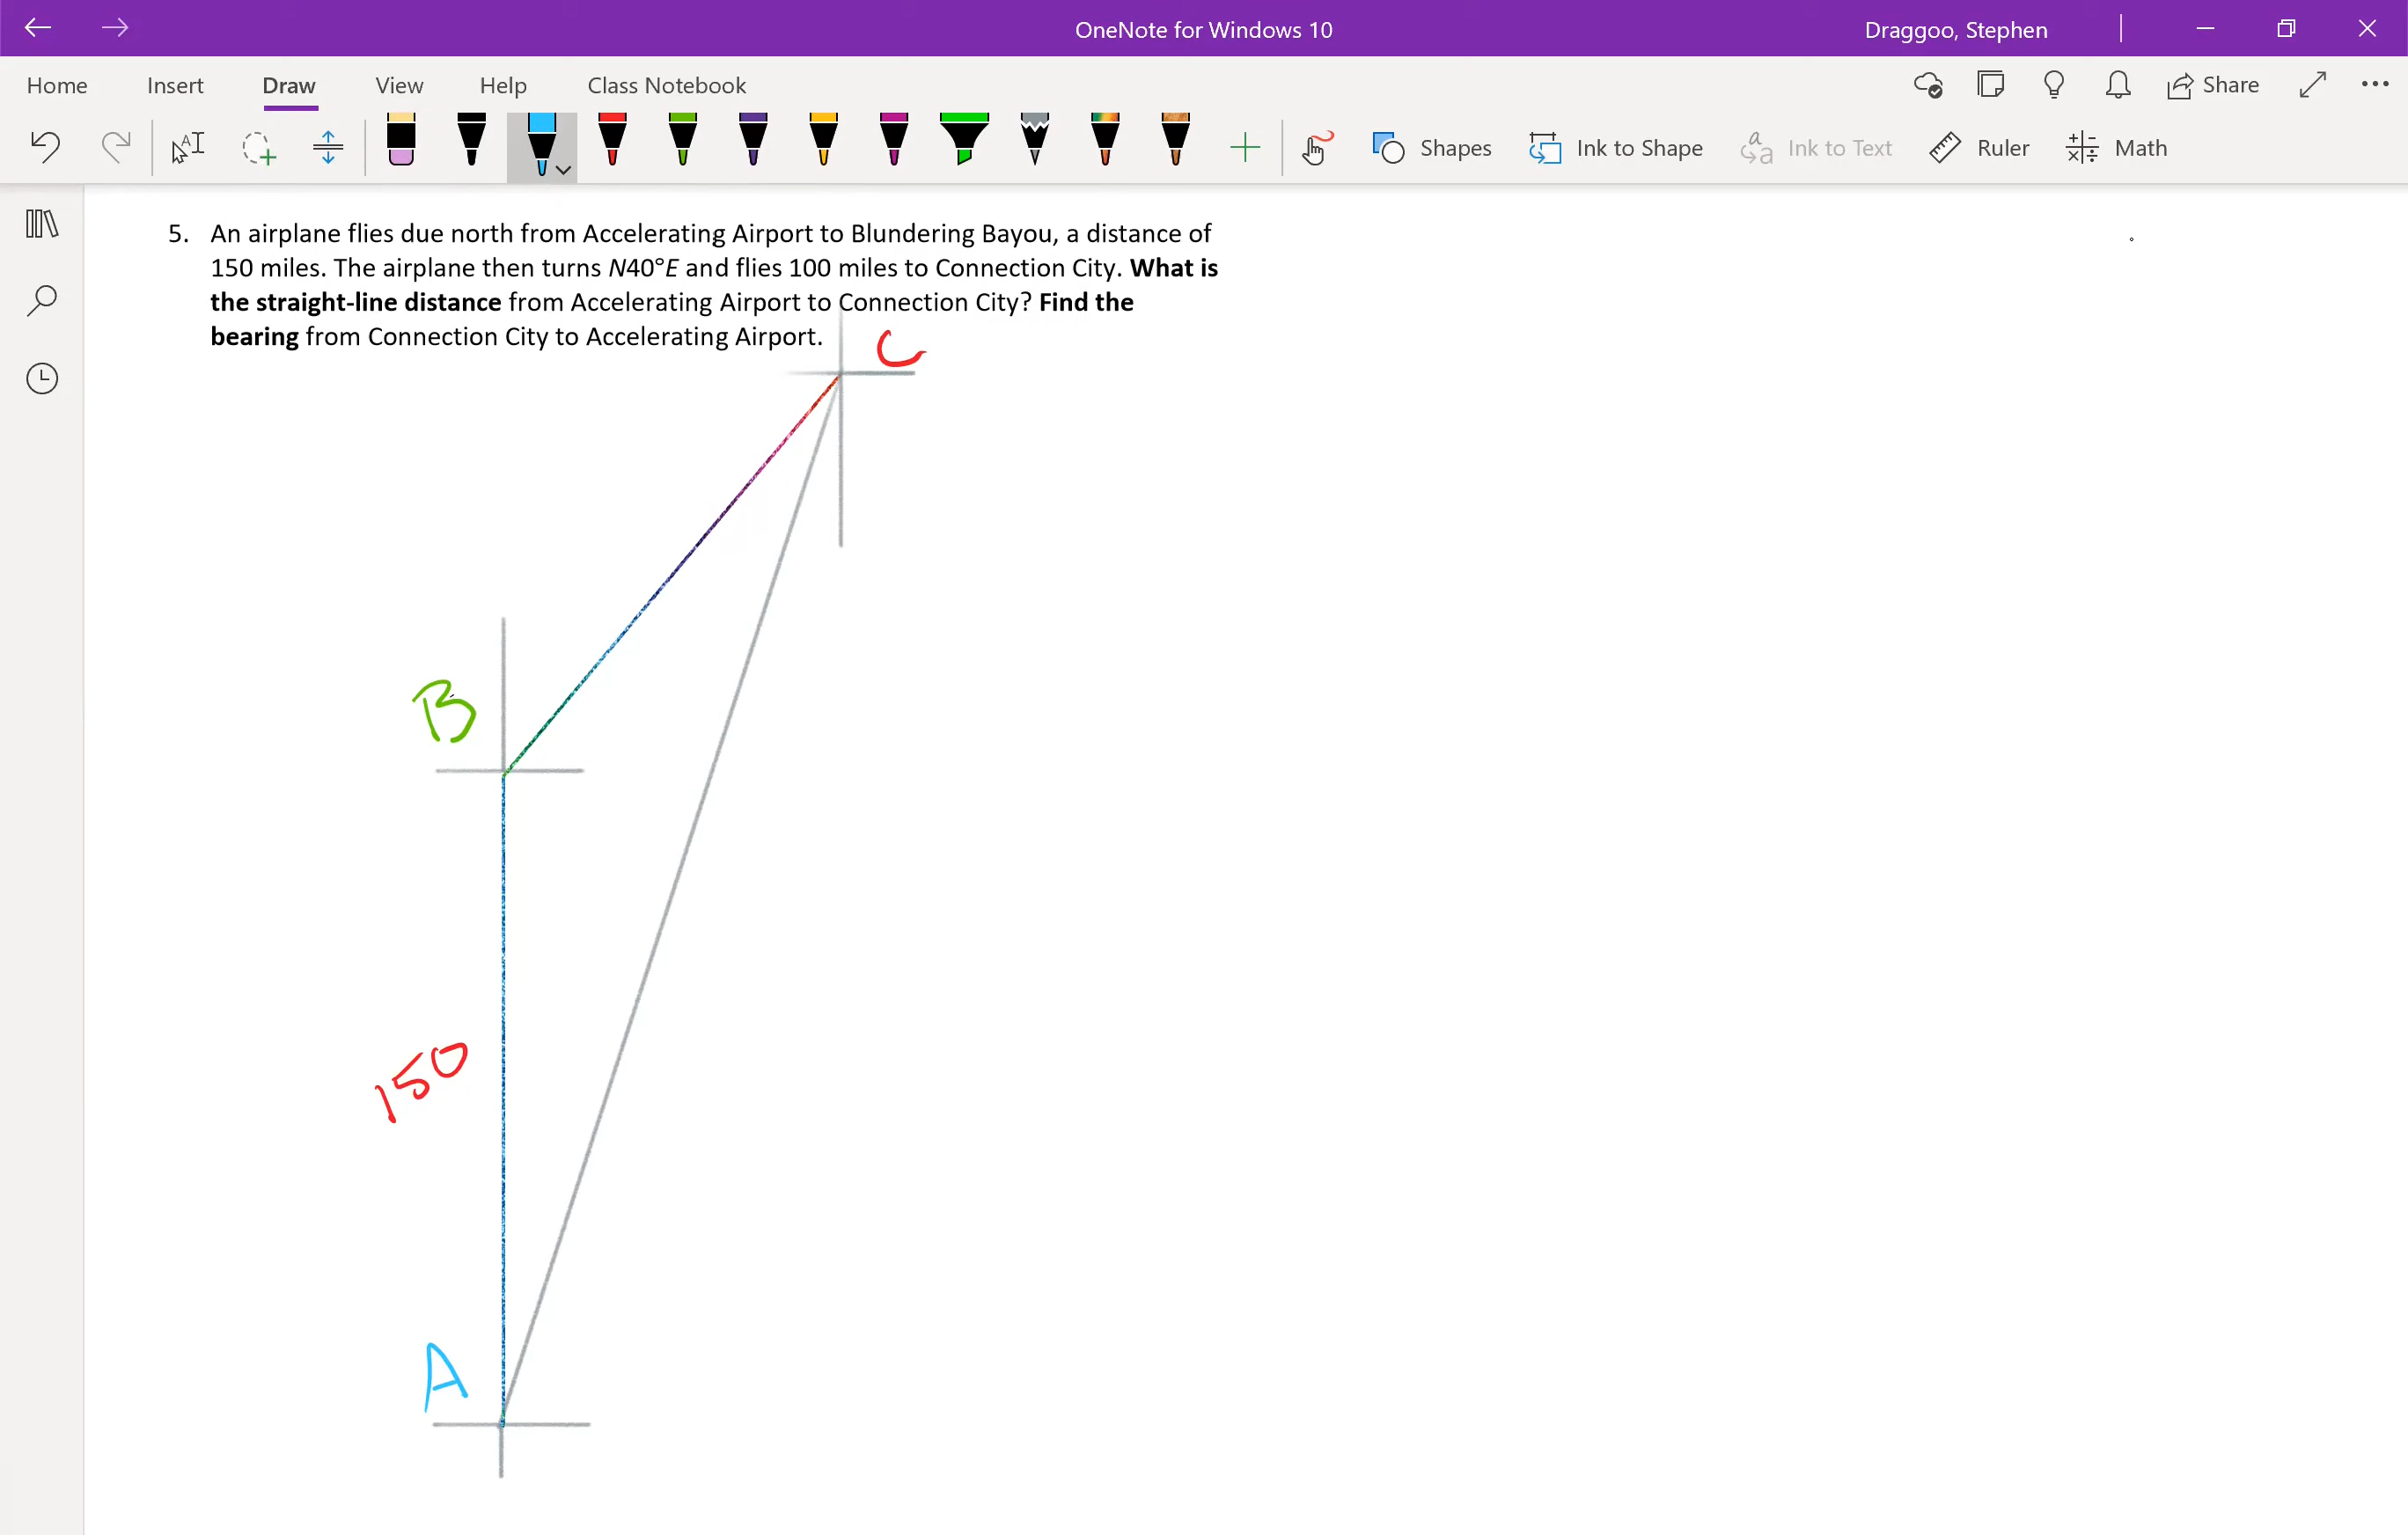 OneNote for Windows 10
Draggoo, Stephen
Home Insert Draw View Help Class Notebook
Share
Shapes Ink to Shape Ink to Text Ruler Math
5. An airplane flies due north from Accelerating Airport to Blundering Bayou, a distance of
150 miles. The airplane then turns N40°E and flies 100 miles to Connection City. What is
the straight-line distance from Accelerating Airport to Connection City? Find the
bearing from Connection City to Accelerating Airport.
C
B
150
A